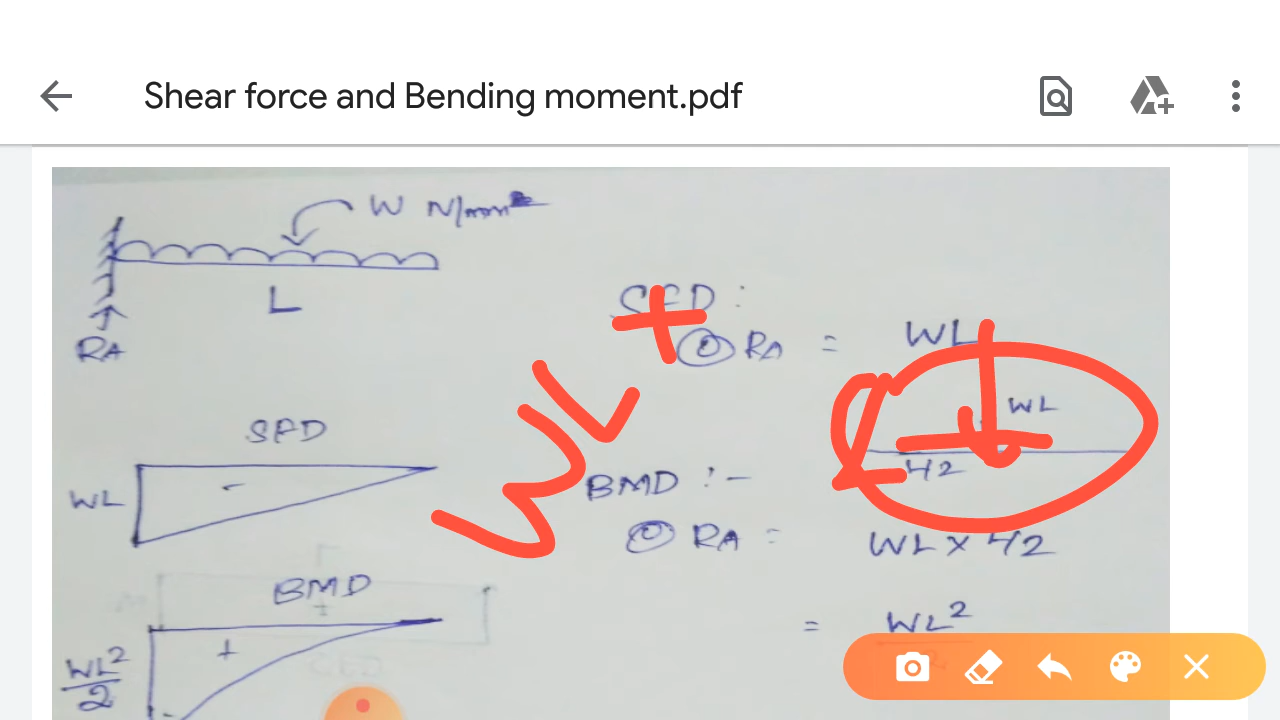 Shear force and Bending moment.pdf
W N/mm
L
RA
SFD :
@ RA = WL
WL
L/2
WL
SFD
WL
-
BMD :-
@ RA = WL x L/2
BMD
+
= WL²
WL²
2